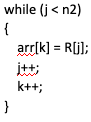 while (j < n2)
{
arr[k] = R[j];
j++;
k++;
}